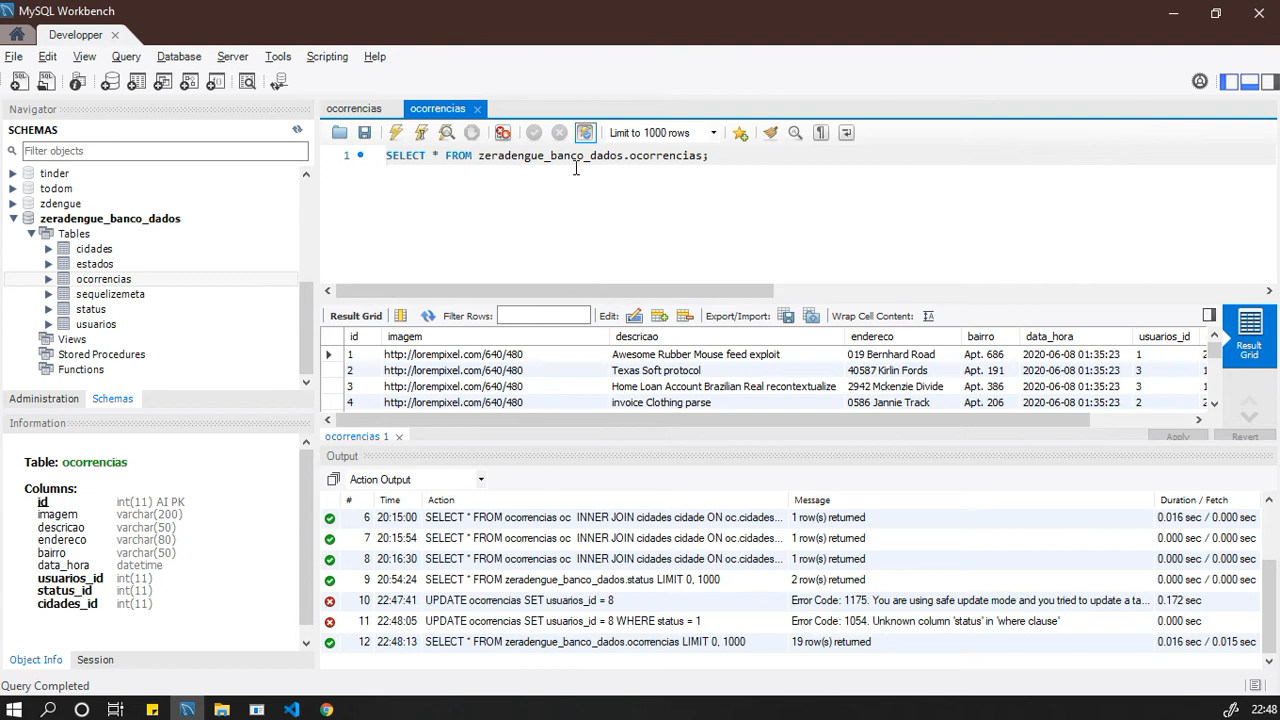 MySQL Workbench
Developper
File Edit View Query Database Server Tools Scripting Help
Navigator
SCHEMAS
Filter objects
tinder
todom
zdengue
zeradengue_banco_dados
Tables
cidades
estados
ocorrencias
sequelizemeta
status
usuarios
Views
Stored Procedures
Functions
Administration Schemas
Information
Table: ocorrencias
Columns:
id int(11) AI PK
imagem varchar(200)
descricao varchar(50)
endereco varchar(80)
bairro varchar(50)
data_hora datetime
usuarios_id int(11)
status_id int(11)
cidades_id int(11)
Object Info Session
Query Completed
ocorrencias ocorrencias
Limit to 1000 rows
1 SELECT * FROM zeradengue_banco_dados.ocorrencias;
Result Grid Filter Rows: Edit: Export/Import: Wrap Cell Content:
id imagem descricao endereco bairro data_hora usuarios_id
1 http://lorempixel.com/640/480 Awesome Rubber Mouse feed exploit 019 Bernhard Road Apt. 686 2020-06-08 01:35:23 1 2
2 http://lorempixel.com/640/480 Texas Soft protocol 40587 Kirlin Fords Apt. 191 2020-06-08 01:35:23 3 1
3 http://lorempixel.com/640/480 Home Loan Account Brazilian Real recontextualize 2942 Mckenzie Divide Apt. 386 2020-06-08 01:35:23 3 1
4 http://lorempixel.com/640/480 invoice Clothing parse 0586 Jannie Track Apt. 206 2020-06-08 01:35:23 2 2
Result
Grid
ocorrencias 1
Apply Revert
Output
Action Output
# Time Action Message Duration / Fetch
6 20:15:00 SELECT * FROM ocorrencias oc INNER JOIN cidades cidade ON oc.cidades... 1 row(s) returned 0.016 sec / 0.000 sec
7 20:15:54 SELECT * FROM ocorrencias oc INNER JOIN cidades cidade ON oc.cidades... 1 row(s) returned 0.000 sec / 0.000 sec
8 20:16:30 SELECT * FROM ocorrencias oc INNER JOIN cidades cidade ON oc.cidades... 1 row(s) returned 0.000 sec / 0.000 sec
9 20:54:24 SELECT * FROM zeradengue_banco_dados.status LIMIT 0, 1000 2 row(s) returned 0.000 sec / 0.000 sec
10 22:47:41 UPDATE ocorrencias SET usuarios_id = 8 Error Code: 1175. You are using safe update mode and you tried to update a ta... 0.172 sec
11 22:48:05 UPDATE ocorrencias SET usuarios_id = 8 WHERE status = 1 Error Code: 1054. Unknown column 'status' in 'where clause' 0.000 sec
12 22:48:13 SELECT * FROM zeradengue_banco_dados.ocorrencias LIMIT 0, 1000 19 row(s) returned 0.016 sec / 0.015 sec
22:48